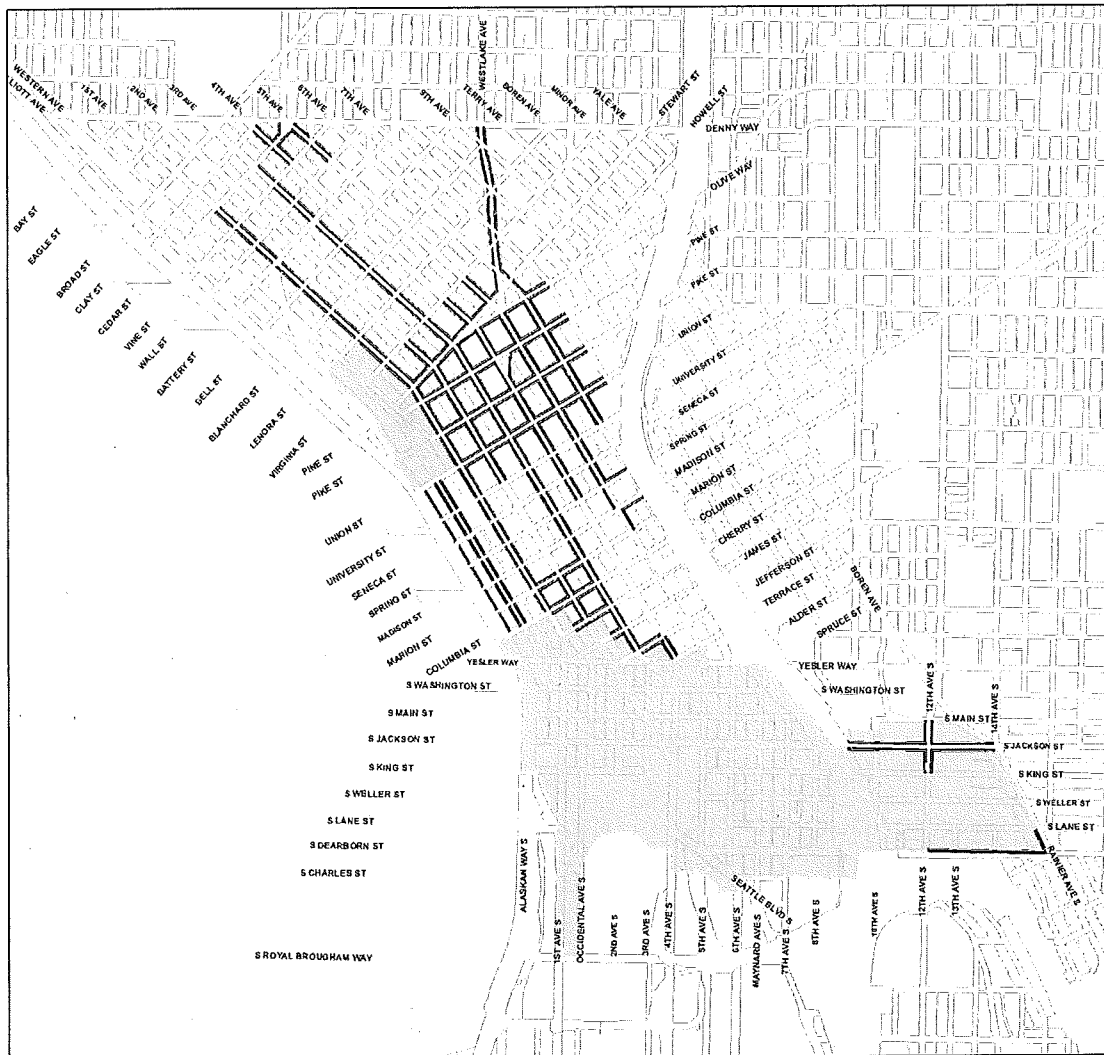 WESTERN AVE
ELLIOTT AVE
1ST AVE
2ND AVE
3RD AVE
4TH AVE
5TH AVE
6TH AVE
7TH AVE
9TH AVE
WESTLAKE AVE
TERRY AVE
BOREN AVE
MINOR AVE
YALE AVE
STEWART ST
HOWELL ST
DENNY WAY
OLIVE WAY
PINE ST
PIKE ST
UNION ST
UNIVERSITY ST
SENECA ST
SPRING ST
MADISON ST
MARION ST
COLUMBIA ST
CHERRY ST
JAMES ST
JEFFERSON ST
TERRACE ST
ALDER ST
SPRUCE ST
BOREN AVE
YESLER WAY
S WASHINGTON ST
12TH AVE S
S MAIN ST
14TH AVE S
S JACKSON ST
S KING ST
S WELLER ST
S LANE ST
RAINIER AVE S
BAY ST
EAGLE ST
BROAD ST
CLAY ST
CEDAR ST
VINE ST
WALL ST
BATTERY ST
BELL ST
BLANCHARD ST
LENORA ST
VIRGINIA ST
PINE ST
PIKE ST
UNION ST
UNIVERSITY ST
SENECA ST
SPRING ST
MADISON ST
MARION ST
COLUMBIA ST
YESLER WAY
S WASHINGTON ST
S MAIN ST
S JACKSON ST
S KING ST
S WELLER ST
S LANE ST
S DEARBORN ST
S CHARLES ST
S ROYAL BROUGHAM WAY
ALASKAN WAY S
1ST AVE S
OCCIDENTAL AVE S
2ND AVE S
3RD AVE S
4TH AVE S
5TH AVE S
6TH AVE S
MAYNARD AVE S
7TH AVE S
8TH AVE S
SEATTLE BLVD S
10TH AVE S
12TH AVE S
13TH AVE S